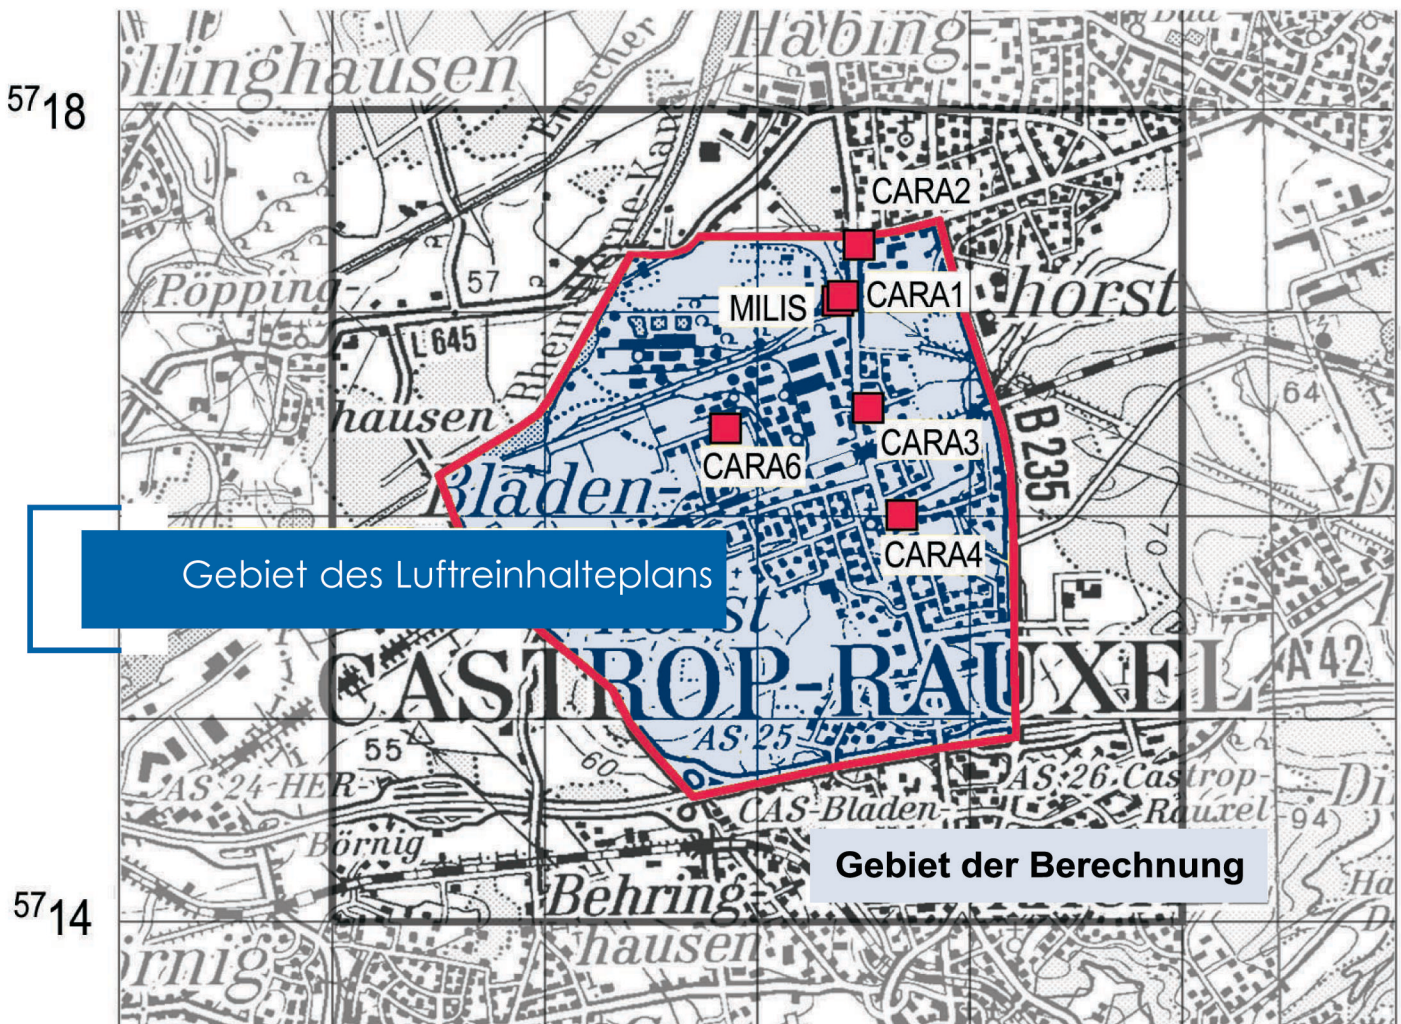 llinghausen
Habing
5718
Emscher
CARA2
57
Pöpping-
MILIS
CARA1
horst
L 645
64
hausen
CARA3
B 235
CARA6
Bladen-
CARA4
70
Gebiet des Luftreinhalteplans
horst
CASTROP-RAUXEL
A 42
AS 25
55
60
AS 24-HER-
AS 26 Castrop-
Rauxel
CAS-Bladen-
94
Börnig
Gebiet der Berechnung
Behring-
hausen
5714
rnig